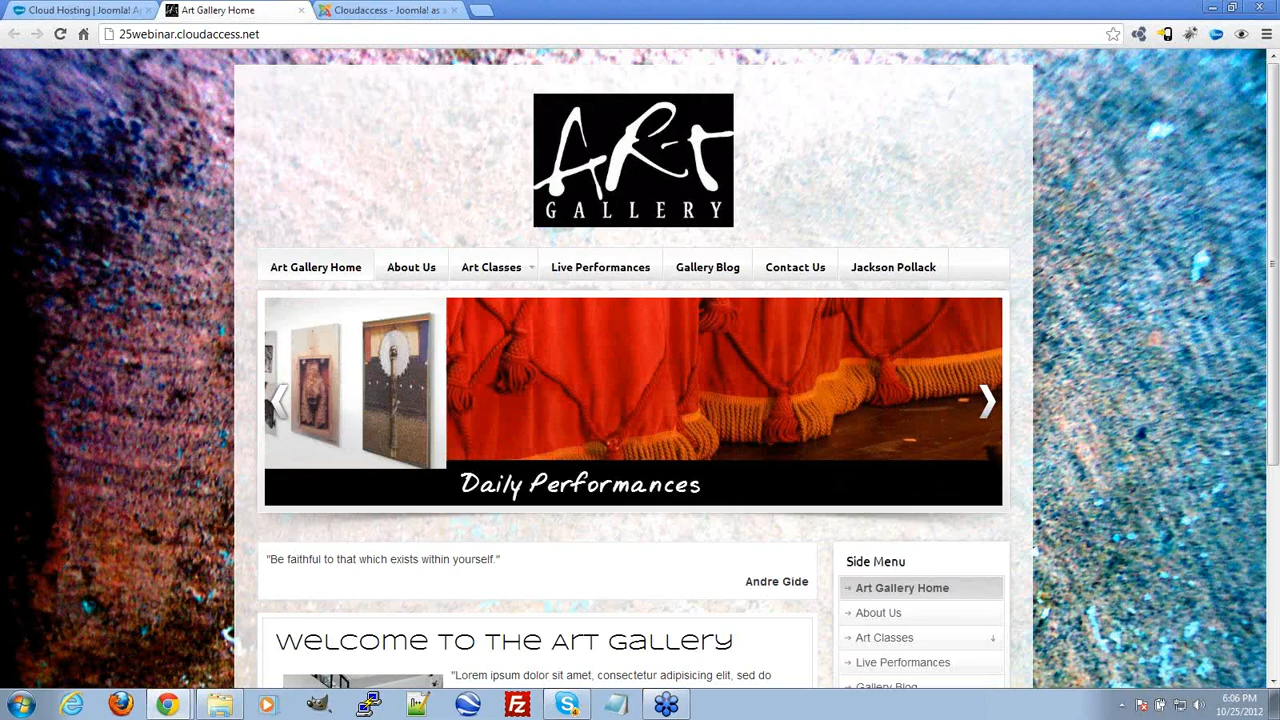 Cloud Hosting | Joomla! A
Art Gallery Home
Cloudaccess - Joomla! as a
25webinar.cloudaccess.net
ART
GALLERY
Art Gallery Home
About Us
Art Classes
Live Performances
Gallery Blog
Contact Us
Jackson Pollack
Daily Performances
"Be faithful to that which exists within yourself."
Andre Gide
Side Menu
Art Gallery Home
About Us
Art Classes
Live Performances
Gallery Blog
Welcome To The Art Gallery
"Lorem ipsum dolor sit amet, consectetur adipisicing elit, sed do
6:06 PM
10/25/2012